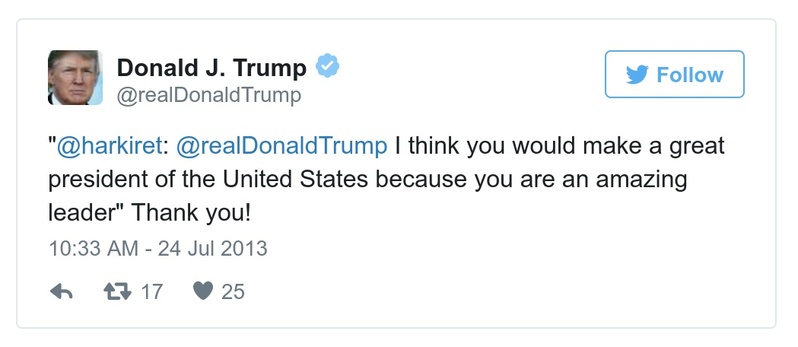 Donald J. Trump
@realDonaldTrump
Follow
"@harkiret: @realDonaldTrump I think you would make a great
president of the United States because you are an amazing
leader" Thank you!
10:33 AM - 24 Jul 2013
17 25